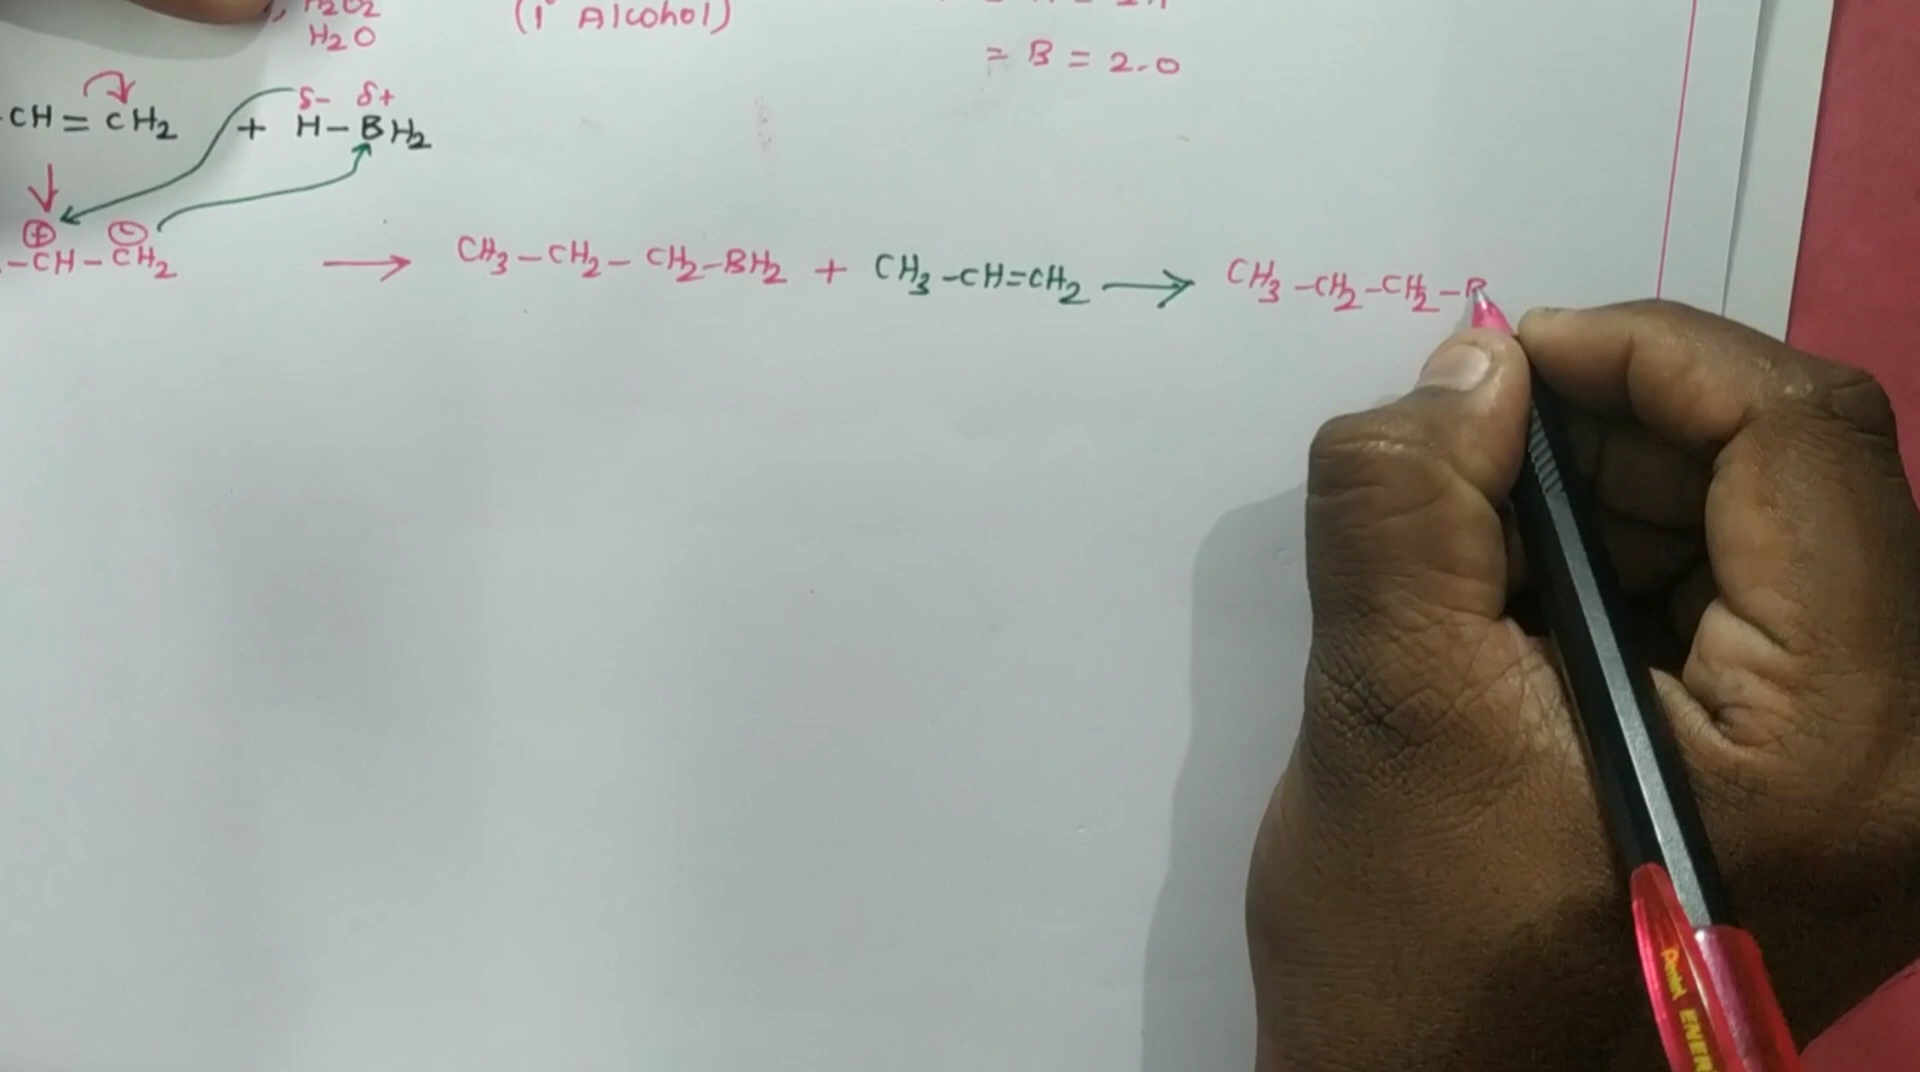 H2O2
H2O
(1° Alcohol)
= B = 2.0
CH = CH2 + H – BH2
δ- δ+
⊕ ⊖
–CH – CH2 → CH3 – CH2 – CH2 – BH2 + CH3 – CH = CH2 → CH3 – CH2 – CH2 – B
Pentel ENER